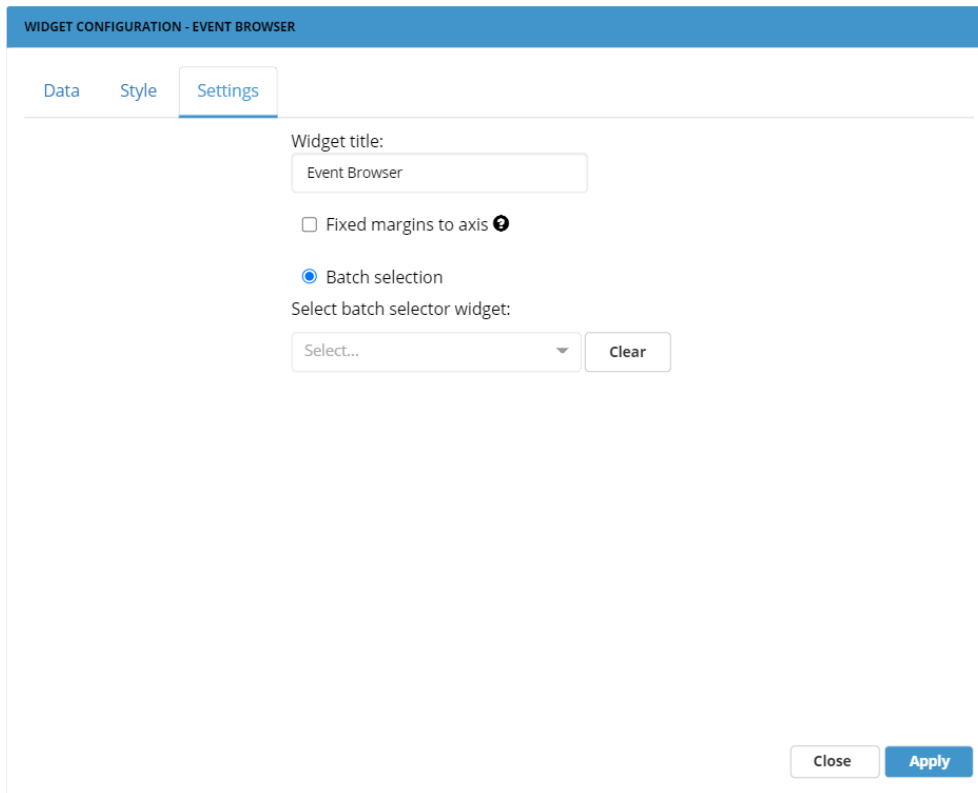 WIDGET CONFIGURATION - EVENT BROWSER
Data Style Settings
Widget title:
Event Browser
Fixed margins to axis ?
Batch selection
Select batch selector widget:
Select... Clear
Close Apply